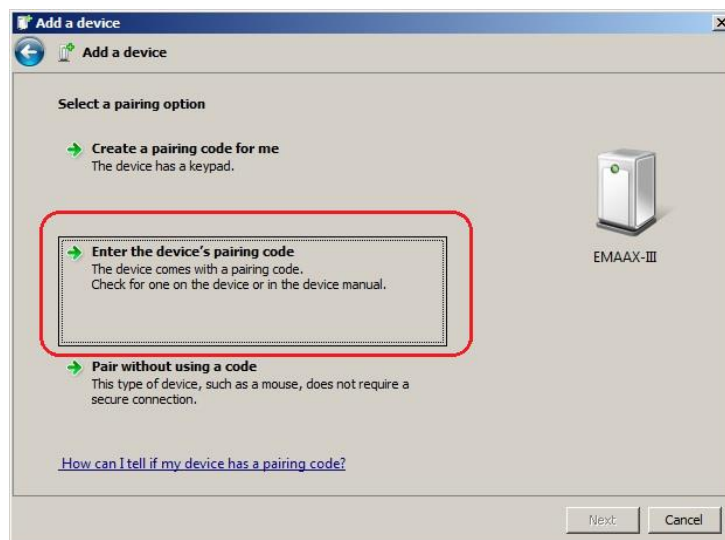 Add a device
Add a device
Select a pairing option
Create a pairing code for me
The device has a keypad.
Enter the device's pairing code
The device comes with a pairing code.
Check for one on the device or in the device manual.
EMAAX-III
Pair without using a code
This type of device, such as a mouse, does not require a
secure connection.
How can I tell if my device has a pairing code?
Next Cancel